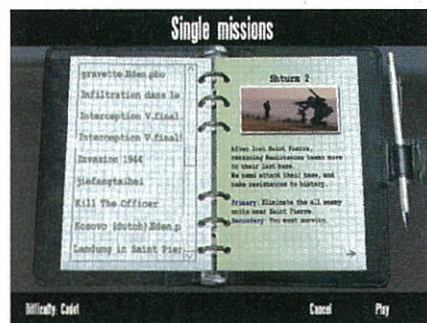 Single missions
gravette.Eden.pbo
Infiltration dans le
Interception V.final.
Interception V.final!
Invasion 1944
jiefangtaibei
Kill The Officer
Kosovo (dutch).Eden.p
Landung in Saint Pier
Shturm 2
After lost Saint Pierre,
remaining Resistance teams move
to their last base.
We need attack their base, and
make resistances to history.
Primary: Eliminate the all enemy
units near Saint Pierre.
Secondary: You must survive.
Difficulty: Cadet
Cancel
Play